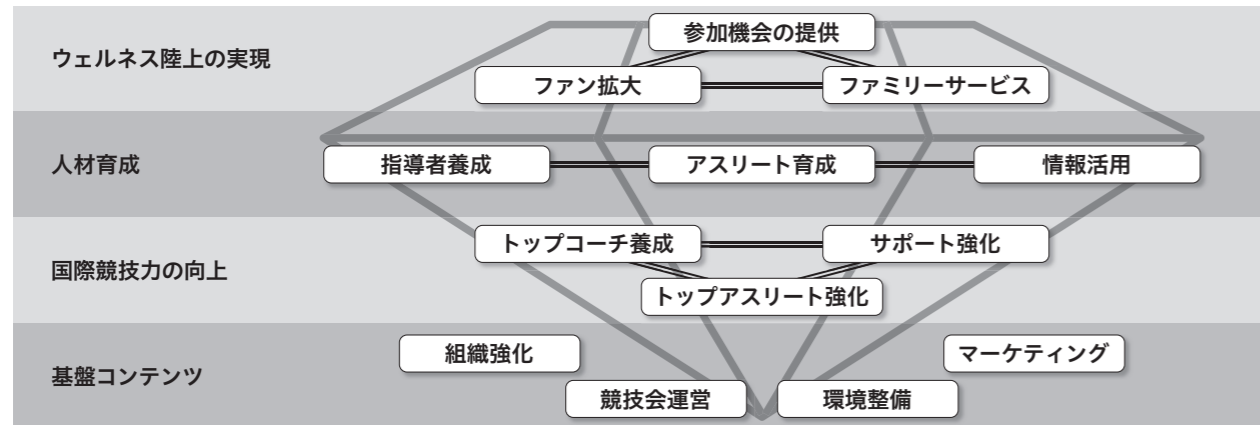 ウェルネス陸上の実現
参加機会の提供
ファン拡大
ファミリーサービス
人材育成
指導者養成
アスリート育成
情報活用
国際競技力の向上
トップコーチ養成
サポート強化
トップアスリート強化
基盤コンテンツ
組織強化
マーケティング
競技会運営
環境整備